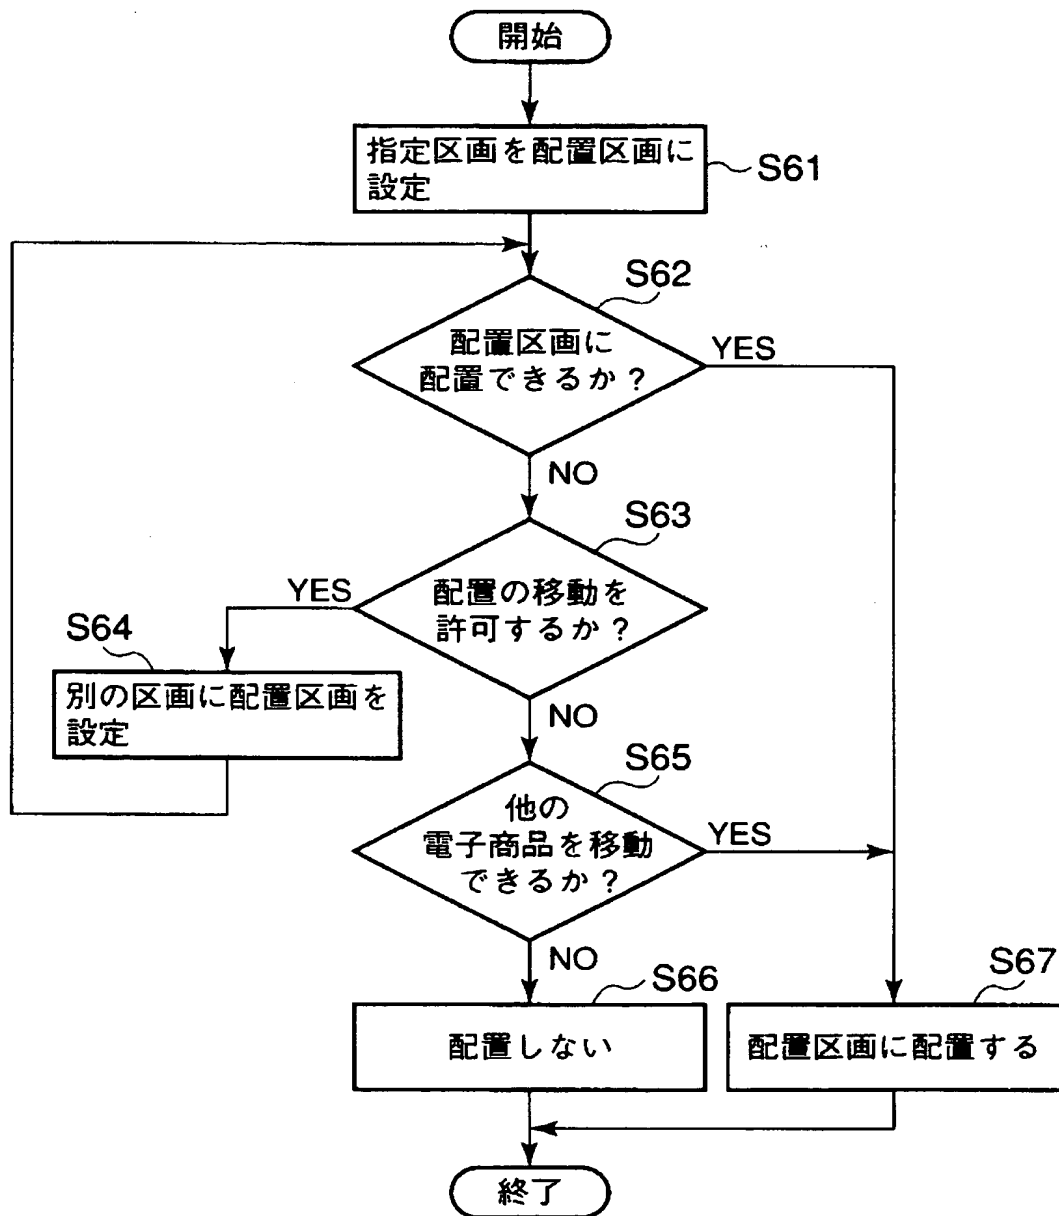 開始
指定区画を配置区画に
設定
S61
S62
配置区画に
配置できるか？
YES
NO
S63
配置の移動を
許可するか？
YES
S64
別の区画に配置区画を
設定
NO
S65
他の
電子商品を移動
できるか？
YES
NO
S66
配置しない
S67
配置区画に配置する
終了